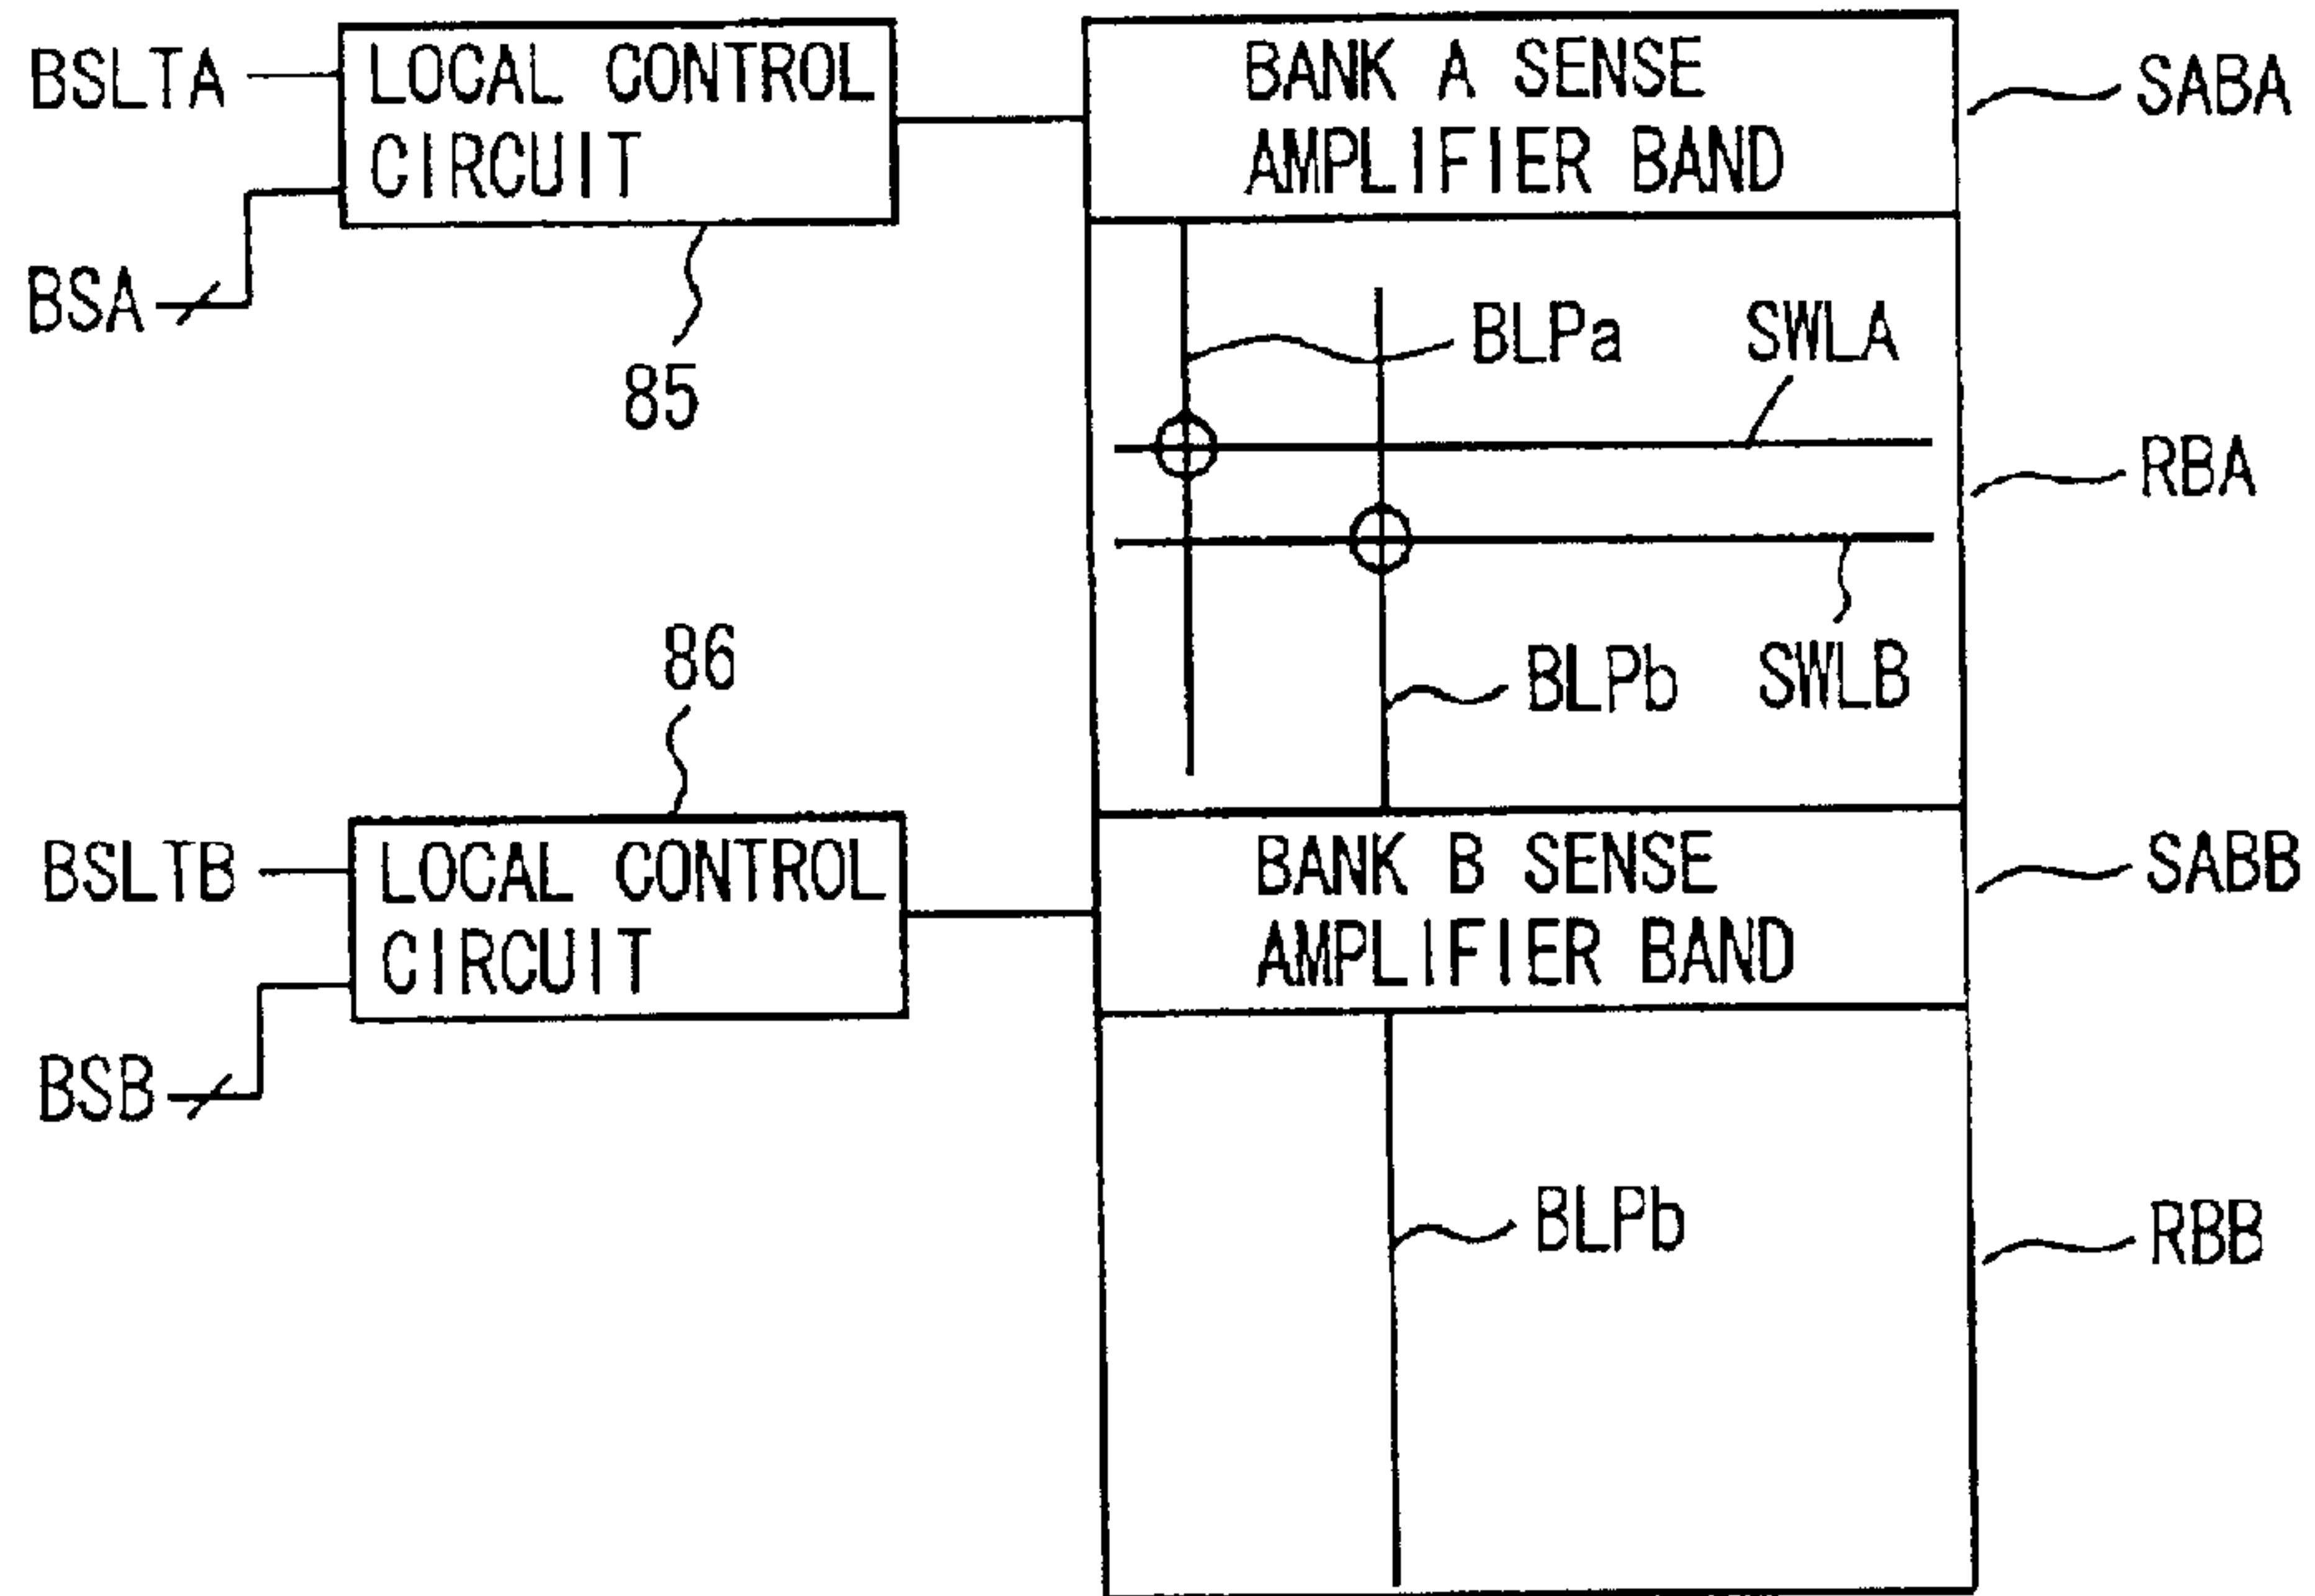 BSLTA
LOCAL CONTROL
CIRCUIT
BANK A SENSE
AMPLIFIER BAND
SABA
BSA
85
BLPa
SWLA
RBA
86
BLPb
SWLB
BSLTB
LOCAL CONTROL
CIRCUIT
BANK B SENSE
AMPLIFIER BAND
SABB
BSB
BLPb
RBB